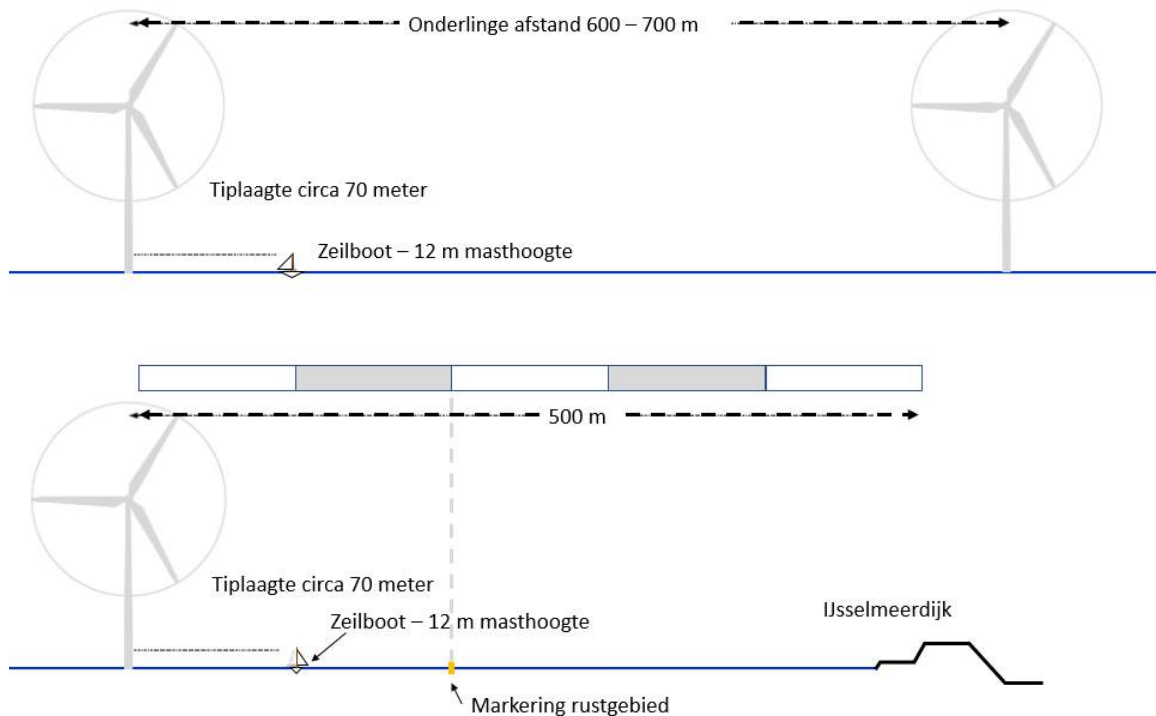 Onderlinge afstand 600 – 700 m
Tiplaagte circa 70 meter
Zeilboot – 12 m masthoogte
500 m
Tiplaagte circa 70 meter
Zeilboot – 12 m masthoogte
IJsselmeerdijk
Markering rustgebied